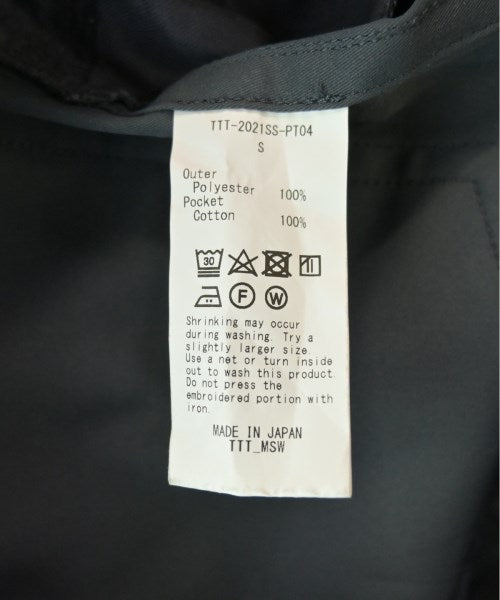 TTT-2021SS-PT04
S
Outer
Polyester 100%
Pocket
Cotton 100%
30
F W
Shrinking may occur
during washing. Try a
slightly larger size.
Use a net or turn inside
out to wash this product.
Do not press the
embroidered portion with
iron.
MADE IN JAPAN
TTT_MSW